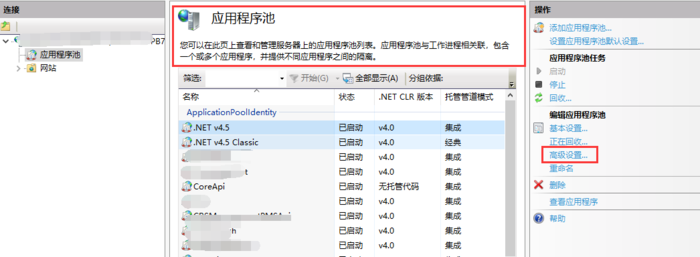 连接
PB7
应用程序池
网站
应用程序池
您可以在此页上查看和管理服务器上的应用程序池列表。应用程序池与工作进程相关联，包含
一个或多个应用程序，并提供不同应用程序之间的隔离。
筛选: 开始(G) 全部显示(A) 分组依据:
名称 状态 .NET CLR 版本 托管管道模式
ApplicationPoolIdentity
.NET v4.5 已启动 v4.0 集成
.NET v4.5 Classic 已启动 v4.0 经典
已启动 v4.0 集成
已启动 v4.0 集成
CoreApi 已启动 无托管代码 集成
已启动 v4.0 集成
已启动 v4.0 集成
已启动 v4.0 集成
已启动 v4.0 集成
操作
添加应用程序池...
设置应用程序池默认设置...
应用程序池任务
启动
停止
回收...
编辑应用程序池
基本设置...
正在回收...
高级设置...
重命名
删除
查看应用程序
帮助